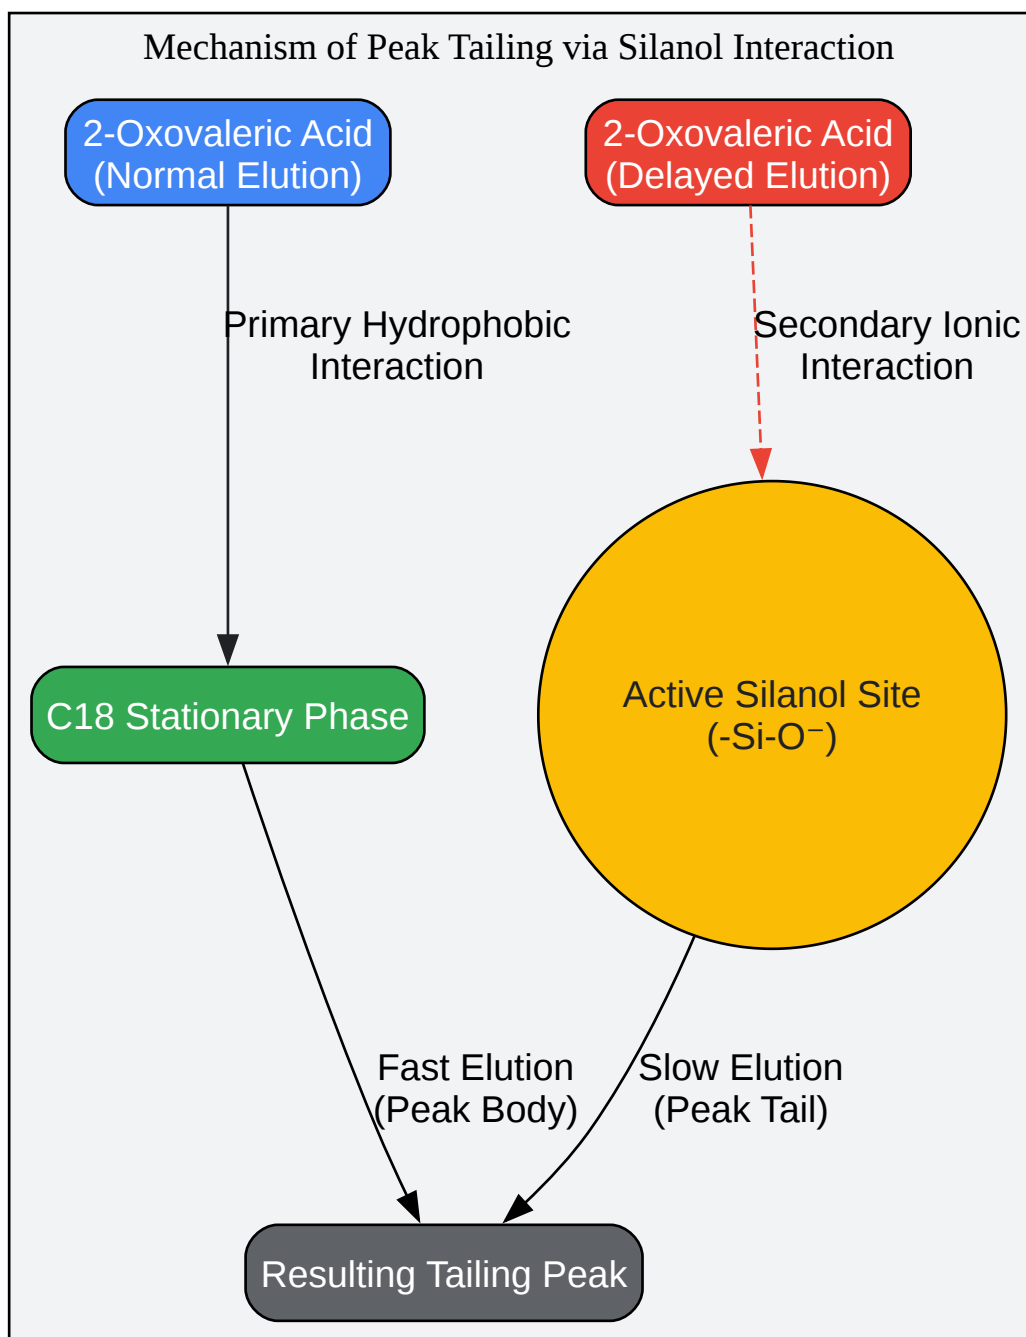 Mechanism of Peak Tailing via Silanol Interaction
2-Oxovaleric Acid
(Normal Elution)
2-Oxovaleric Acid
(Delayed Elution)
Primary Hydrophobic
Interaction
Secondary Ionic
Interaction
C18 Stationary Phase
Active Silanol Site
(-Si-O⁻)
Fast Elution
(Peak Body)
Slow Elution
(Peak Tail)
Resulting Tailing Peak